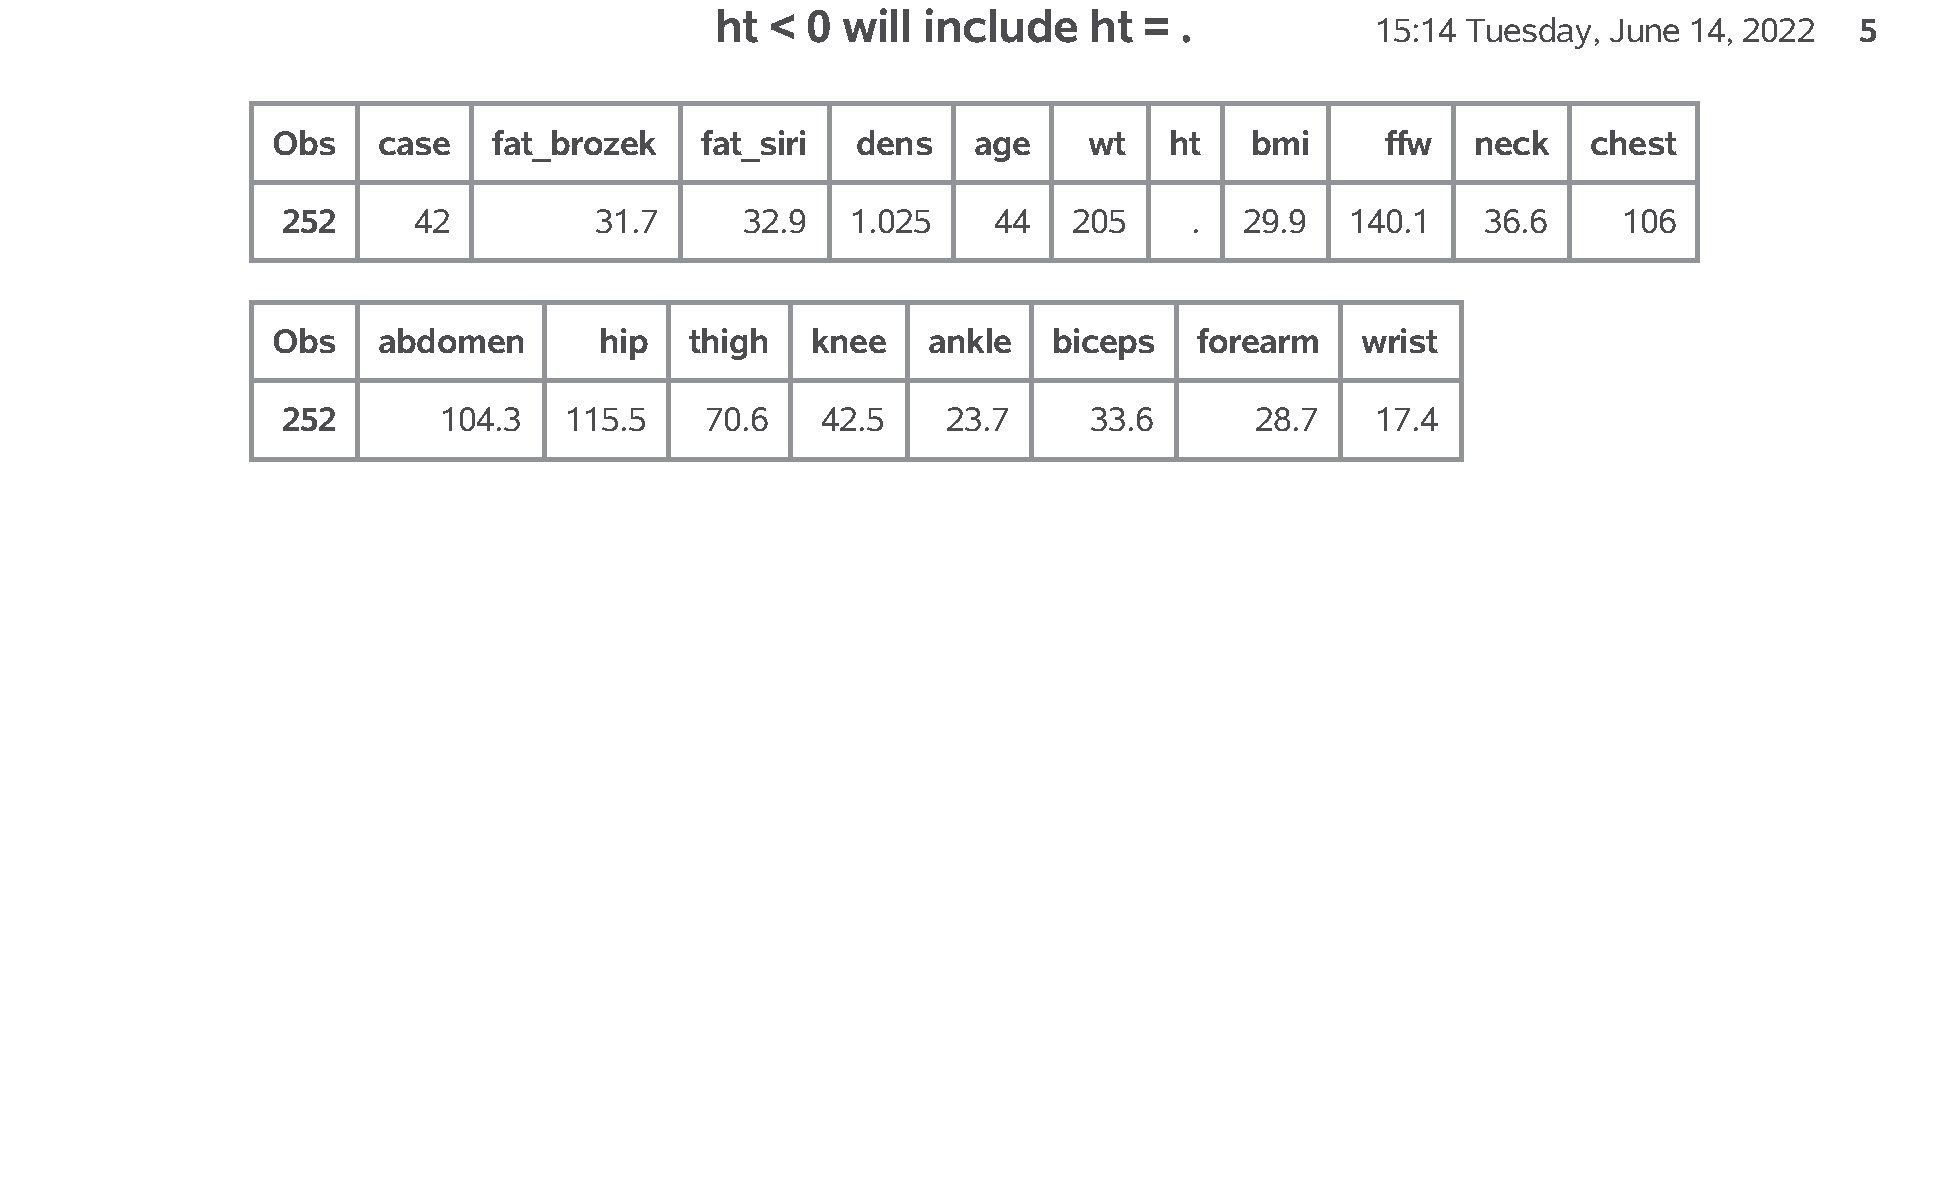 ht < 0 will include ht = . 15:14 Tuesday, June 14, 2022 5
Obs case fat_brozek fat_siri dens age wt ht bmi ffw neck chest
252 42 31.7 32.9 1.025 44 205 . 29.9 140.1 36.6 106
Obs abdomen hip thigh knee ankle biceps forearm wrist
252 104.3 115.5 70.6 42.5 23.7 33.6 28.7 17.4